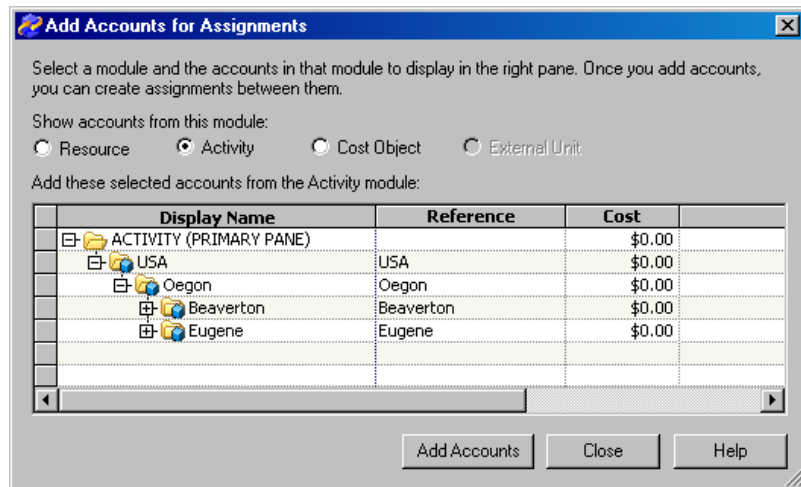 Add Accounts for Assignments
Select a module and the accounts in that module to display in the right pane. Once you add accounts,
you can create assignments between them.
Show accounts from this module:
Resource Activity Cost Object External Unit
Add these selected accounts from the Activity module:
Display Name Reference Cost
ACTIVITY (PRIMARY PANE) $0.00
USA USA $0.00
Oegon Oegon $0.00
Beaverton Beaverton $0.00
Eugene Eugene $0.00
Add Accounts Close Help